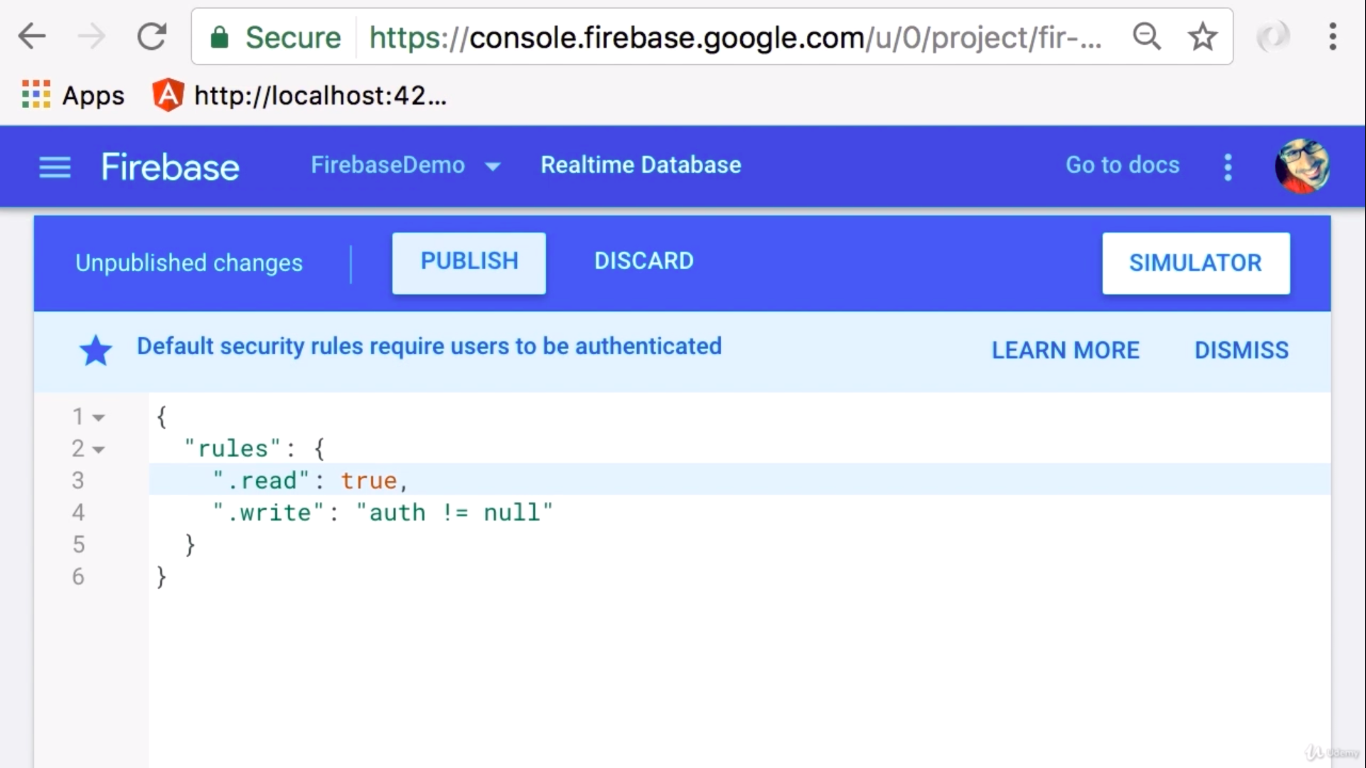 Secure https://console.firebase.google.com/u/0/project/fir-...
Apps http://localhost:42...
Firebase FirebaseDemo Realtime Database Go to docs
Unpublished changes PUBLISH DISCARD SIMULATOR
Default security rules require users to be authenticated LEARN MORE DISMISS
1 {
2 "rules": {
3 ".read": true,
4 ".write": "auth != null"
5 }
6 }
Udemy